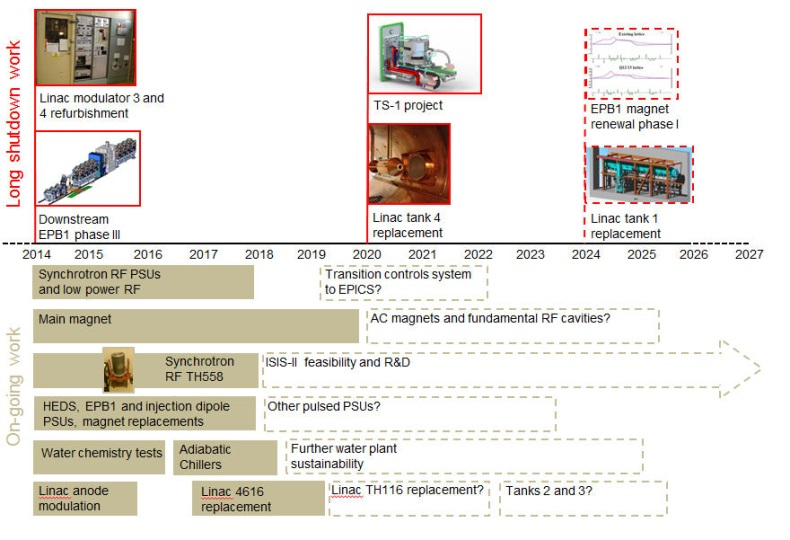 Long shutdown work
Linac modulator 3 and
4 refurbishment
TS-1 project
EPB1 magnet
renewal phase I
Downstream
EPB1 phase III
Linac tank 4
replacement
Linac tank 1
replacement
2014 2015 2016 2017 2018 2019 2020 2021 2022 2023 2024 2025 2026 2027
On-going work
Synchrotron RF PSUs
and low power RF
Transition controls system
to EPICS?
Main magnet
AC magnets and fundamental RF cavities?
Synchrotron
RF TH558
ISIS-II feasibility and R&D
HEDS, EPB1 and injection dipole
PSUs, magnet replacements
Other pulsed PSUs?
Water chemistry tests
Adiabatic
Chillers
Further water plant
sustainability
Linac anode
modulation
Linac 4616
replacement
Linac TH116 replacement?
Tanks 2 and 3?